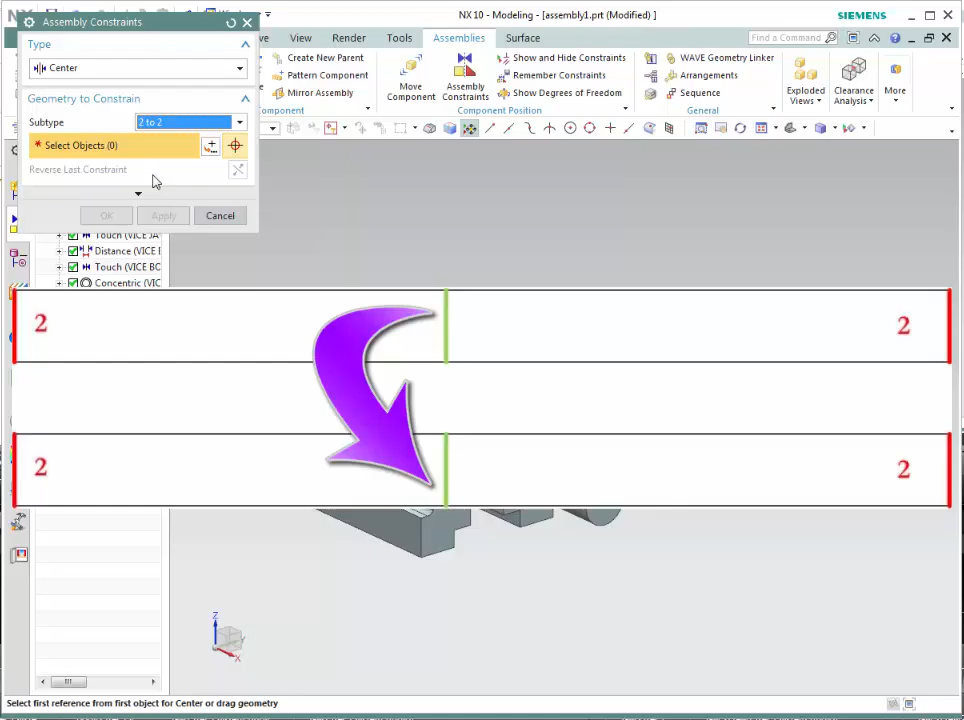 NX 10 - Modeling - [assembly1.prt (Modified) ]
SIEMENS
Assembly Constraints
View
Render
Tools
Assemblies
Surface
Find a Command
Type
Center
Create New Parent
Pattern Component
Mirror Assembly
Move
Component
Assembly
Constraints
Show and Hide Constraints
Remember Constraints
Show Degrees of Freedom
WAVE Geometry Linker
Arrangements
Sequence
Exploded
Views
Clearance
Analysis
More
Component Position
General
Geometry to Constrain
Subtype
2 to 2
* Select Objects (0)
Reverse Last Constraint
OK
Apply
Cancel
Touch (VICE JA
Distance (VICE
Touch (VICE BC
Concentric (VIC
2
2
2
2
Z
X
Select first reference from first object for Center or drag geometry